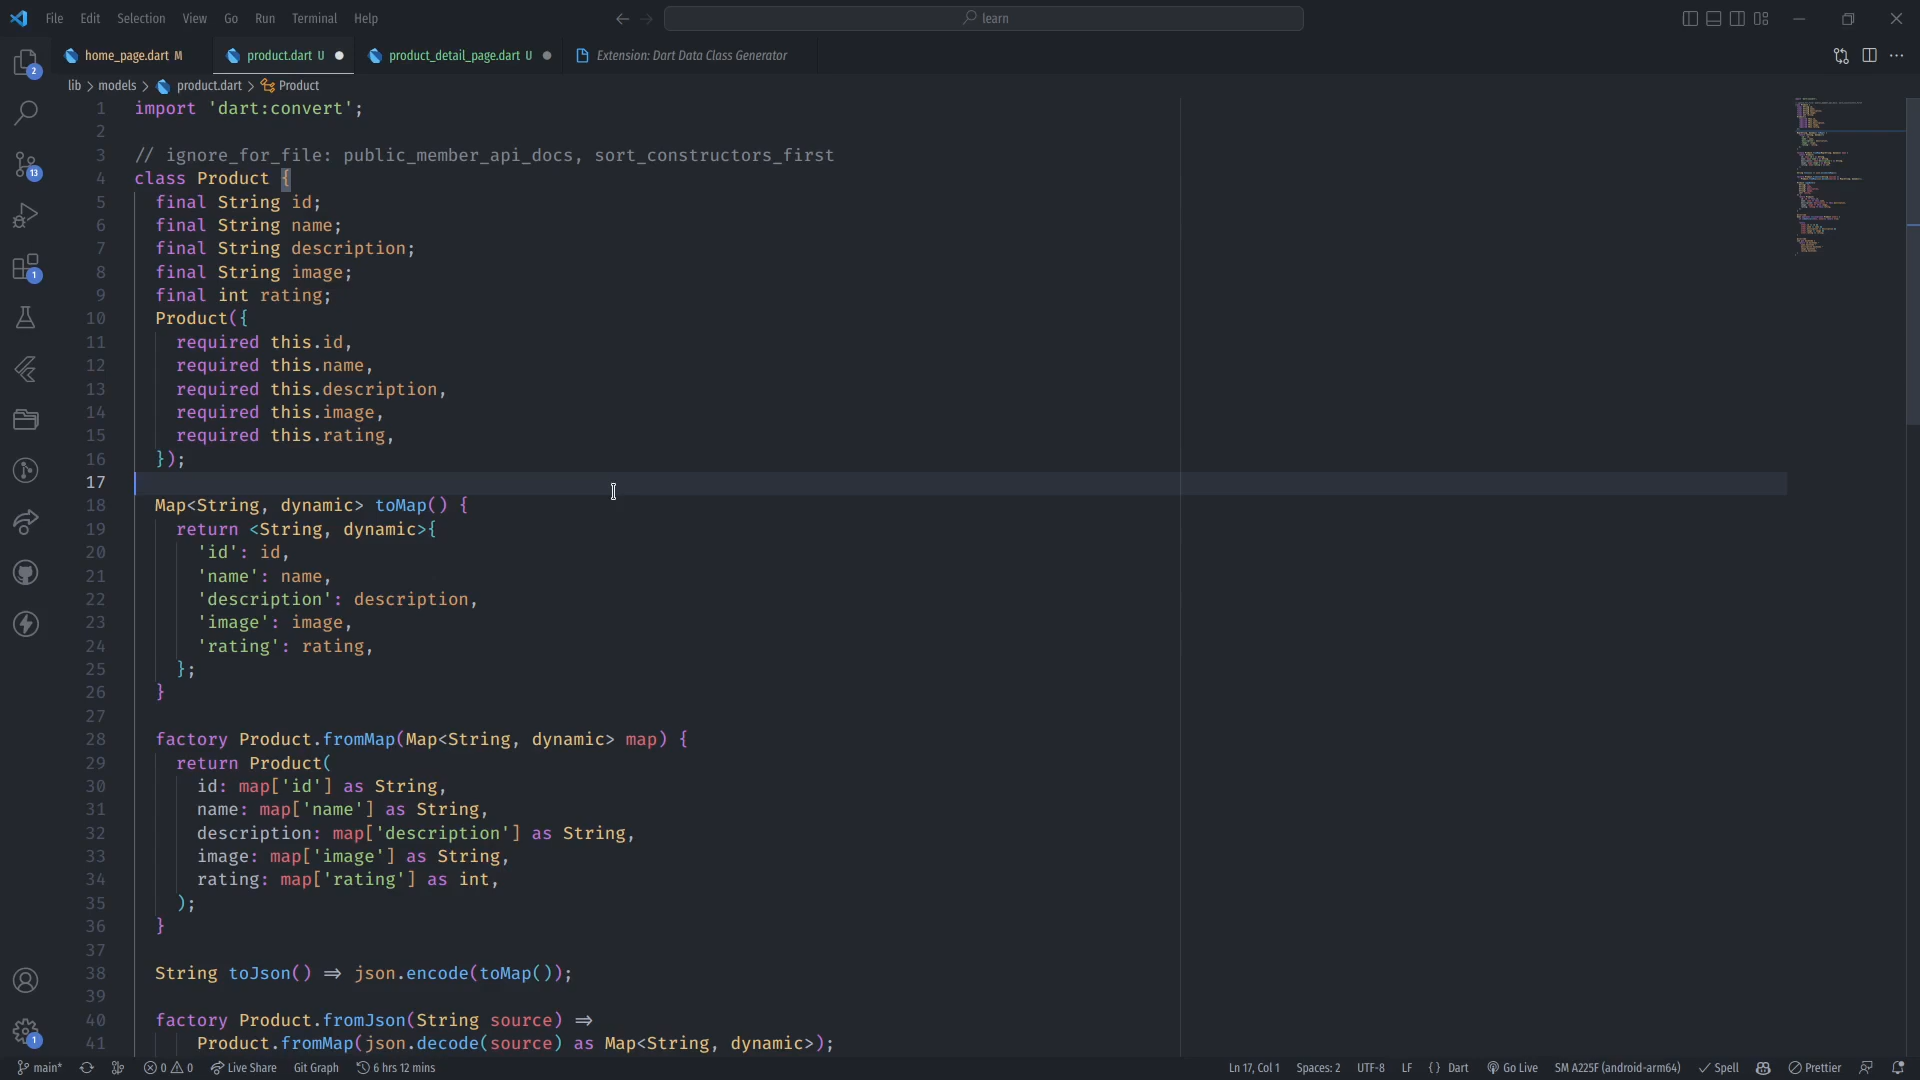 File Edit Selection View Go Run Terminal Help
learn
home_page.dart M
product.dart U
product_detail_page.dart U
Extension: Dart Data Class Generator
lib > models > product.dart > Product
1 import 'dart:convert';
2
3 // ignore_for_file: public_member_api_docs, sort_constructors_first
4 class Product {
5 final String id;
6 final String name;
7 final String description;
8 final String image;
9 final int rating;
10 Product({
11 required this.id,
12 required this.name,
13 required this.description,
14 required this.image,
15 required this.rating,
16 });
17
18 Map<String, dynamic> toMap() {
19 return <String, dynamic>{
20 'id': id,
21 'name': name,
22 'description': description,
23 'image': image,
24 'rating': rating,
25 };
26 }
27
28 factory Product.fromMap(Map<String, dynamic> map) {
29 return Product(
30 id: map['id'] as String,
31 name: map['name'] as String,
32 description: map['description'] as String,
33 image: map['image'] as String,
34 rating: map['rating'] as int,
35 );
36 }
37
38 String toJson() ⇒ json.encode(toMap());
39
40 factory Product.fromJson(String source) ⇒
41 Product.fromMap(json.decode(source) as Map<String, dynamic>);
2
13
1
1
main* 0 0 Live Share Git Graph 6 hrs 12 mins Ln 17, Col 1 Spaces: 2 UTF-8 LF { } Dart Go Live SM A225F (android-arm64) Spell Prettier